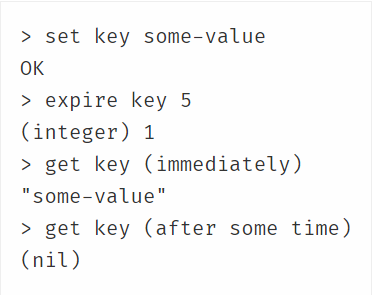 > set key some-value
OK
> expire key 5
(integer) 1
> get key (immediately)
"some-value"
> get key (after some time)
(nil)